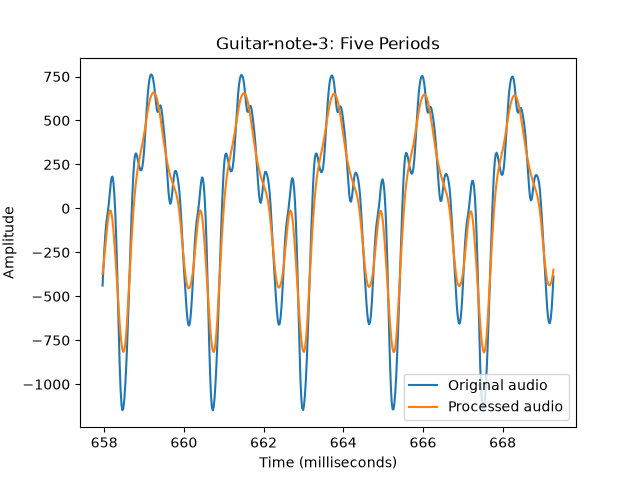 Guitar-note-3: Five Periods
750
500
250
0
−250
−500
−750
−1000
Amplitude
658 660 662 664 666 668
Time (milliseconds)
Original audio
Processed audio